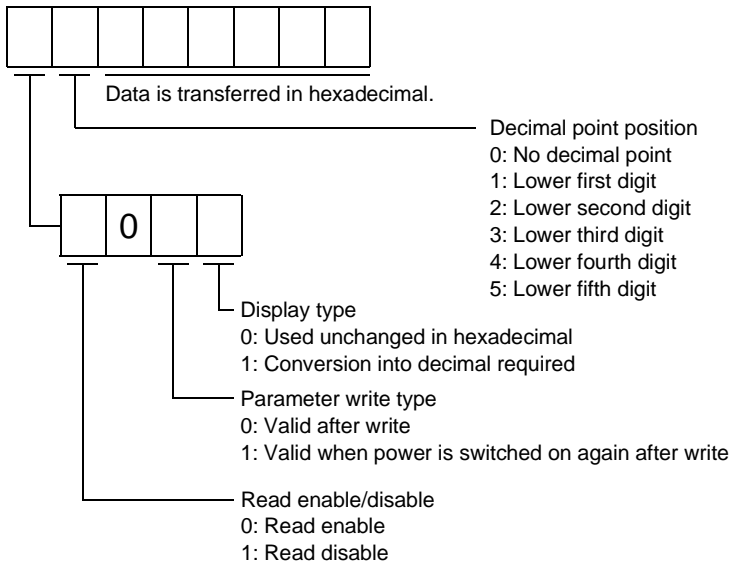 Data is transferred in hexadecimal.
Decimal point position
0: No decimal point
1: Lower first digit
2: Lower second digit
3: Lower third digit
4: Lower fourth digit
5: Lower fifth digit
0
Display type
0: Used unchanged in hexadecimal
1: Conversion into decimal required
Parameter write type
0: Valid after write
1: Valid when power is switched on again after write
Read enable/disable
0: Read enable
1: Read disable